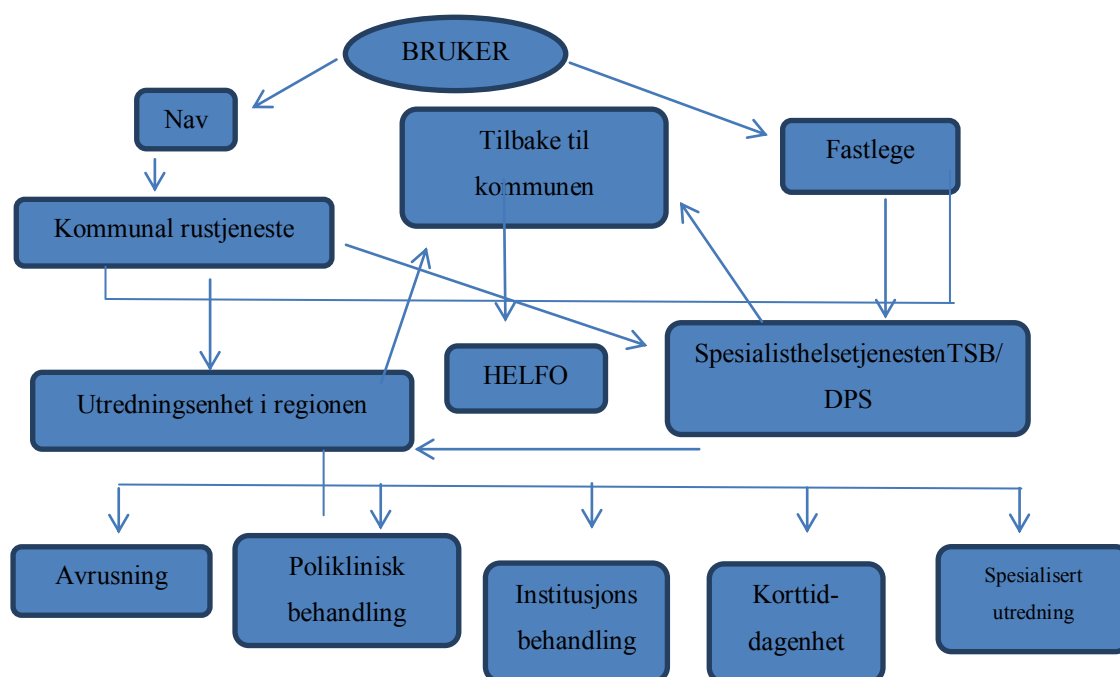 BRUKER
Nav
Tilbake til
kommunen
Fastlege
Kommunal rustjeneste
SpesialisthelsetjenestenTSB/
DPS
HELFO
Utredningsenhet i regionen
Avrusning
Poliklinisk
behandling
Institusjons
behandling
Korttid-
dagenhet
Spesialisert
utredning